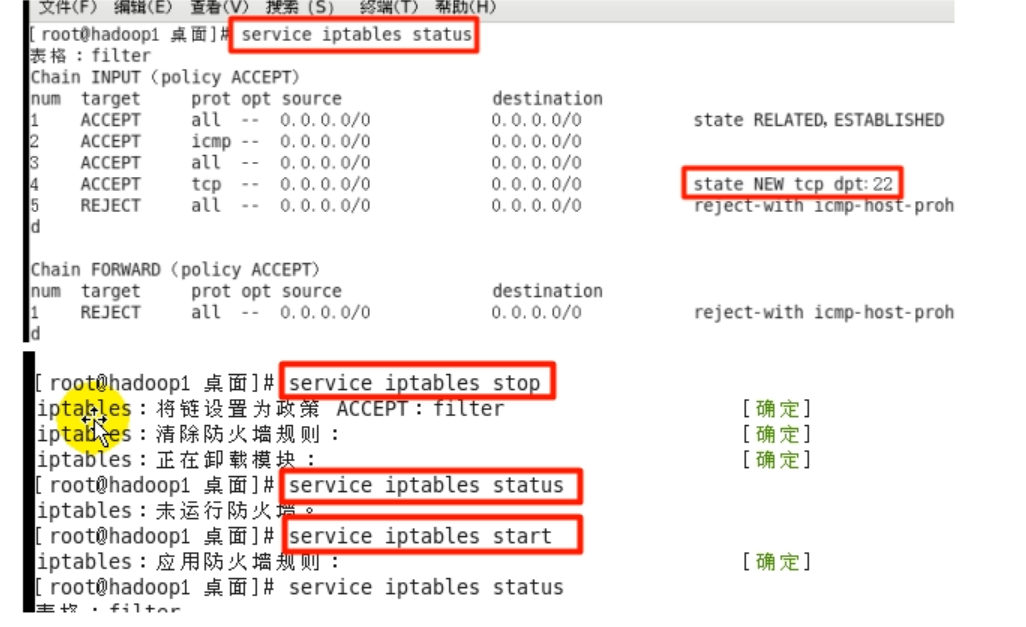 文件(F) 编辑(E) 查看(V) 搜索 (S) 终端(T) 帮助(H)
[root@hadoop1 桌面]# service iptables status
表格：filter
Chain INPUT (policy ACCEPT)
num target prot opt source destination
1 ACCEPT all -- 0.0.0.0/0 0.0.0.0/0 state RELATED,ESTABLISHED
2 ACCEPT icmp -- 0.0.0.0/0 0.0.0.0/0
3 ACCEPT all -- 0.0.0.0/0 0.0.0.0/0
4 ACCEPT tcp -- 0.0.0.0/0 0.0.0.0/0 state NEW tcp dpt:22
5 REJECT all -- 0.0.0.0/0 0.0.0.0/0 reject-with icmp-host-proh
d
Chain FORWARD (policy ACCEPT)
num target prot opt source destination
1 REJECT all -- 0.0.0.0/0 0.0.0.0/0 reject-with icmp-host-proh
d
[root@hadoop1 桌面]# service iptables stop
iptables：将链设置为政策 ACCEPT：filter [确定]
iptables：清除防火墙规则： [确定]
iptables：正在卸载模块： [确定]
[root@hadoop1 桌面]# service iptables status
iptables：未运行防火墙。
[root@hadoop1 桌面]# service iptables start
iptables：应用防火墙规则： [确定]
[root@hadoop1 桌面]# service iptables status
表格：filter